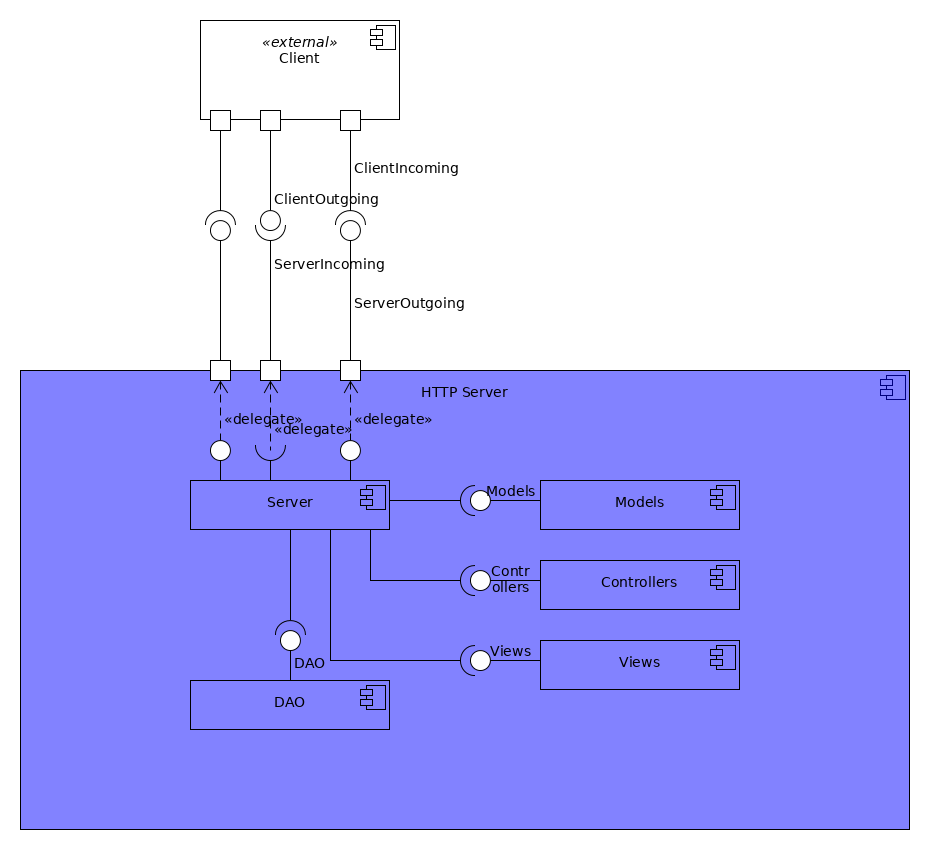 «external»
Client
ClientIncoming
ClientOutgoing
ServerIncoming
ServerOutgoing
HTTP Server
«delegate»
«delegate»
«delegate»
Server
Models
Models
Contr
ollers
Controllers
Views
Views
DAO
DAO